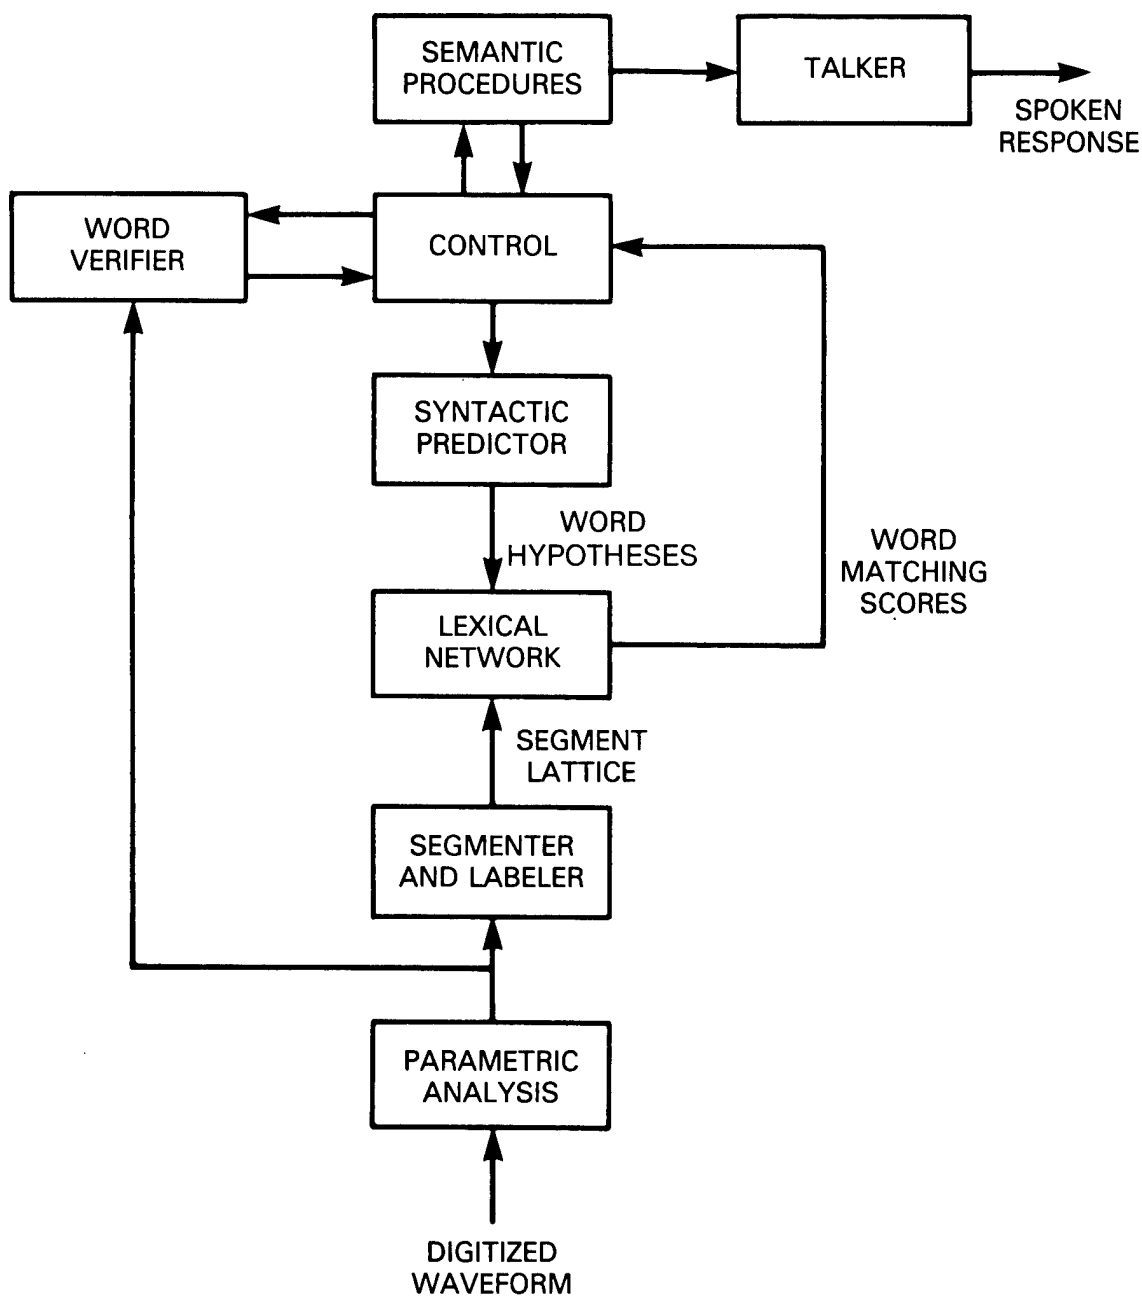 SEMANTIC
PROCEDURES
TALKER
SPOKEN
RESPONSE
WORD
VERIFIER
CONTROL
SYNTACTIC
PREDICTOR
WORD
HYPOTHESES
WORD
MATCHING
SCORES
LEXICAL
NETWORK
SEGMENT
LATTICE
SEGMENTER
AND LABELER
PARAMETRIC
ANALYSIS
DIGITIZED
WAVEFORM